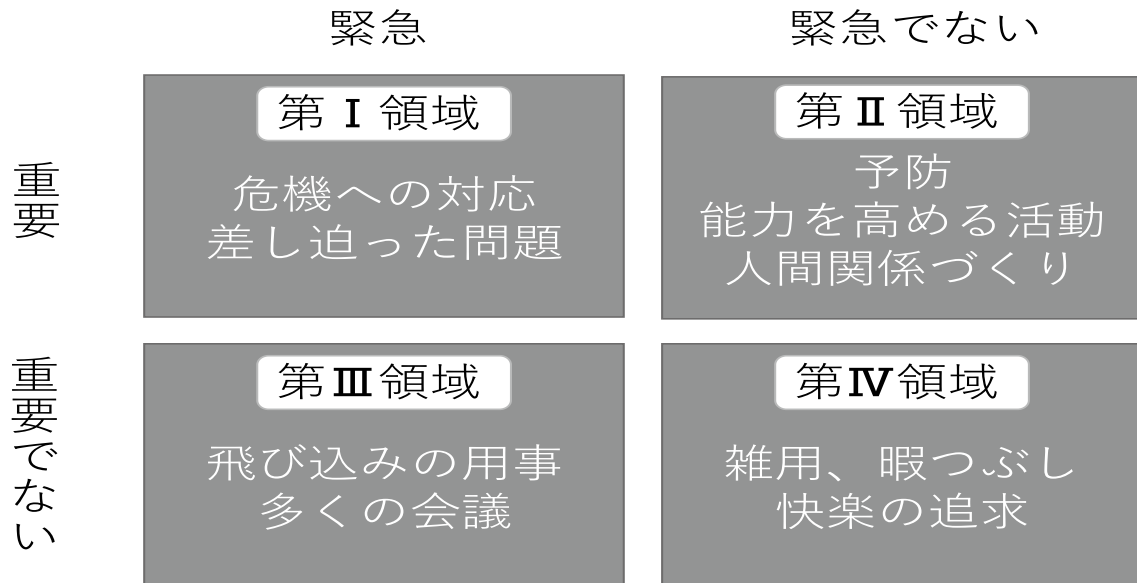 緊急
緊急でない
重要
第Ⅰ領域
危機への対応
差し迫った問題
第Ⅱ領域
予防
能力を高める活動
人間関係づくり
重要でない
第Ⅲ領域
飛び込みの用事
多くの会議
第Ⅳ領域
雑用、暇つぶし
快楽の追求